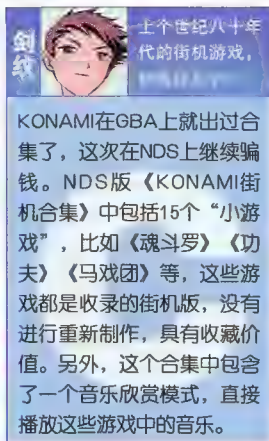 剑纹
上个世纪八十年
代的街机游戏，
KONAMI在GBA上就出过合
集了，这次在NDS上继续骗
钱。NDS版《KONAMI街
机合集》中包括15个“小游
戏”，比如《魂斗罗》《功
夫》《马戏团》等，这些游
戏都是收录的街机版，没有
进行重新制作，具有收藏价
值。另外，这个合集中包含
了一个音乐欣赏模式，直接
播放这些游戏中的音乐。